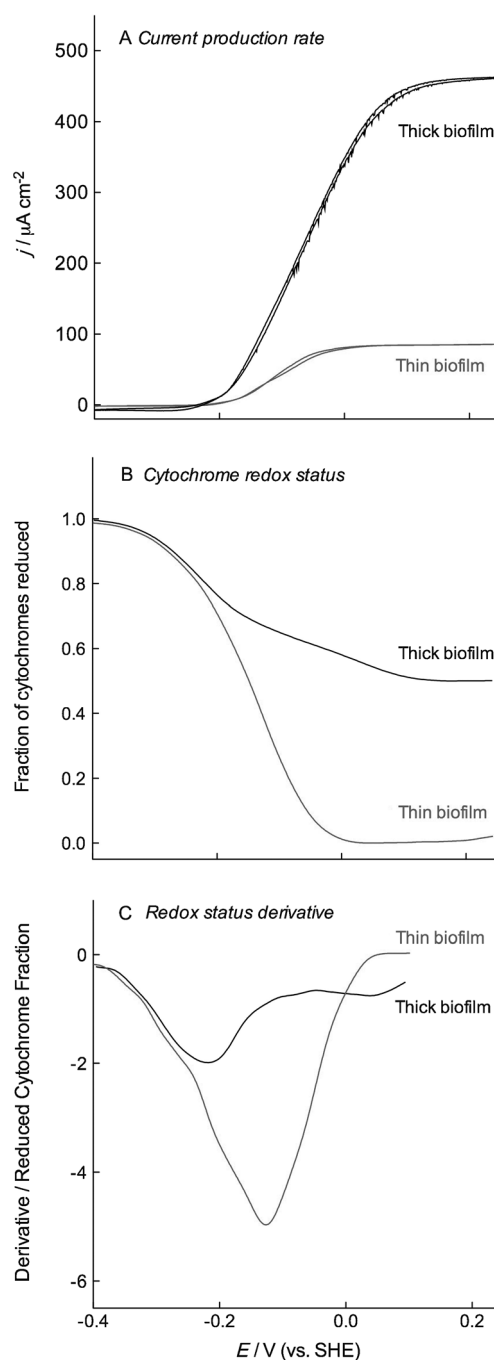 A Current production rate
500
400
300
200
100
0
j / µA cm-2
Thick biofilm
Thin biofilm
B Cytochrome redox status
1.0
0.8
0.6
0.4
0.2
0.0
Fraction of cytochromes reduced
Thick biofilm
Thin biofilm
C Redox status derivative
0
-2
-4
-6
Derivative / Reduced Cytochrome Fraction
Thin biofilm
Thick biofilm
-0.4 -0.2 0.0 0.2
E / V (vs. SHE)